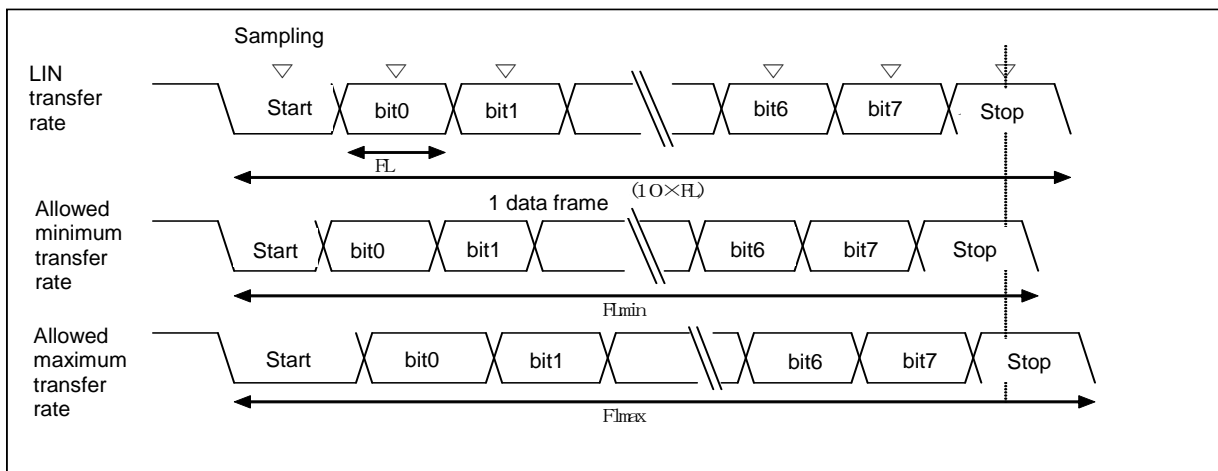 Sampling
LIN
transfer
rate
Start
bit0
bit1
bit6
bit7
Stop
FL
(10×FL)
1 data frame
Allowed
minimum
transfer
rate
Start
bit0
bit1
bit6
bit7
Stop
FLmin
Allowed
maximum
transfer
rate
Start
bit0
bit1
bit6
bit7
Stop
Flmax